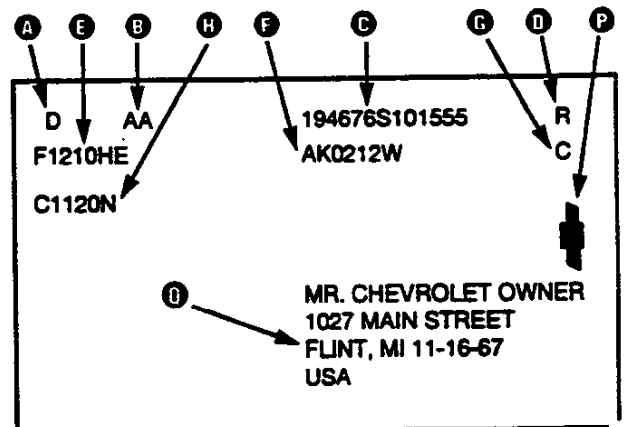 A E B H F C G D P
D AA 194676S101555 R
F1210HE AK0212W C
C1120N
MR. CHEVROLET OWNER
1027 MAIN STREET
FLINT, MI 11-16-67
USA